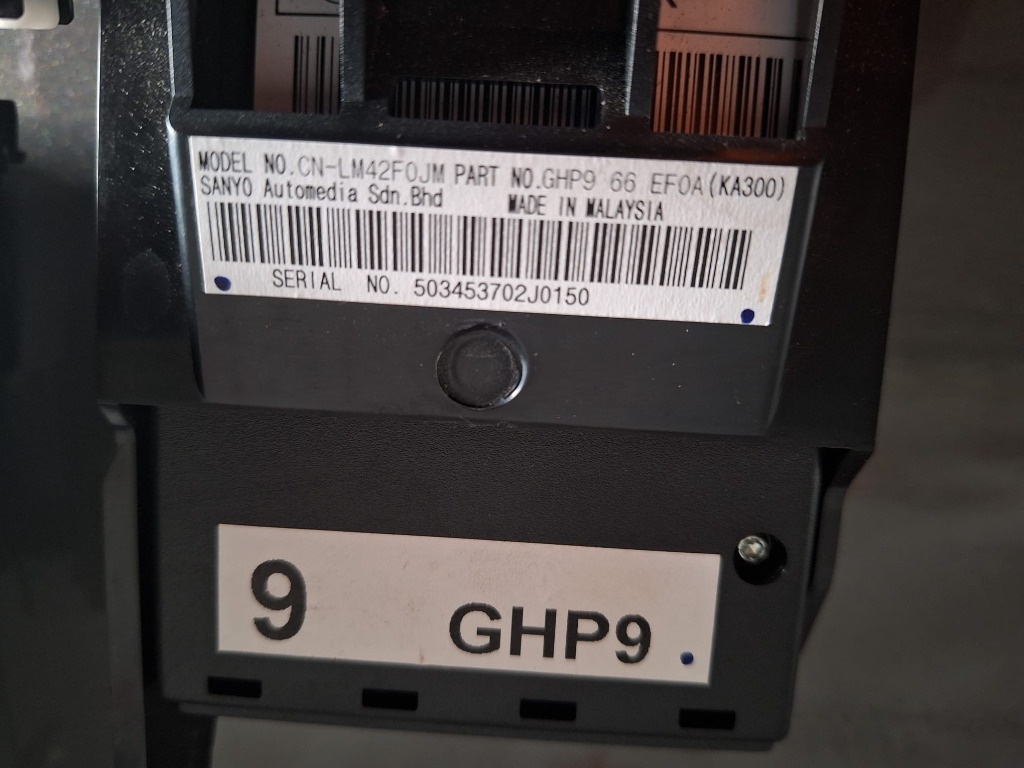 MODEL NO.CN-LM42F0JM PART NO.GHP9 66 EF0A(KA300)
SANYO Automedia Sdn.Bhd MADE IN MALAYSIA
SERIAL NO. 503453702J0150
9 GHP9